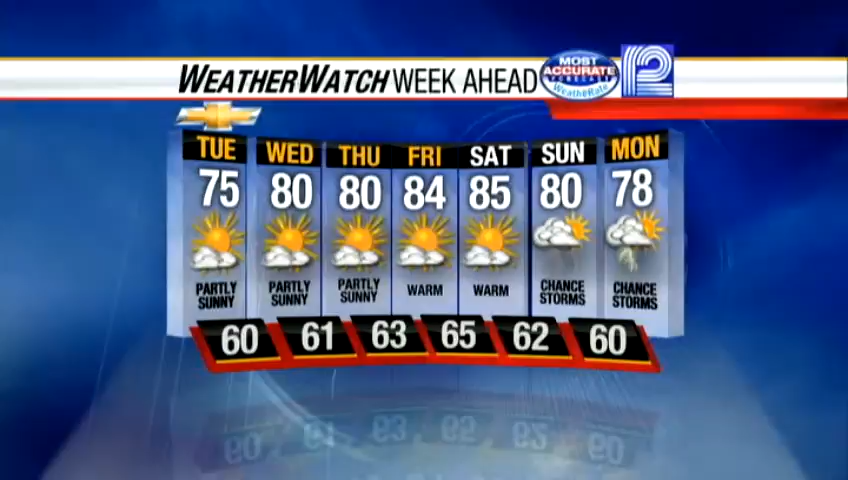 WEATHERWATCH WEEK AHEAD
MOST
ACCURATE
FORECAST
WeatheRate
12
TUE WED THU FRI SAT SUN MON
75 80 80 84 85 80 78
PARTLY SUNNY PARTLY SUNNY PARTLY SUNNY WARM WARM CHANCE STORMS CHANCE STORMS
60 61 63 65 62 60